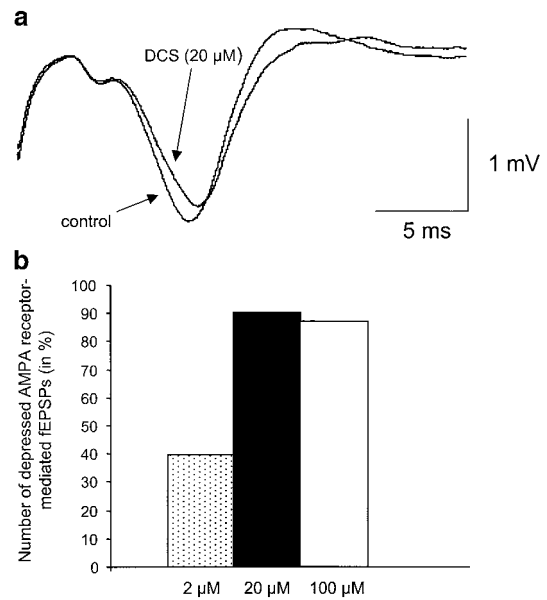 a
DCS (20 µM)
control
1 mV
5 ms
b
Number of depressed AMPA receptor-
mediated fEPSPs (in %)
100
90
80
70
60
50
40
30
20
10
0
2 µM 20 µM 100 µM